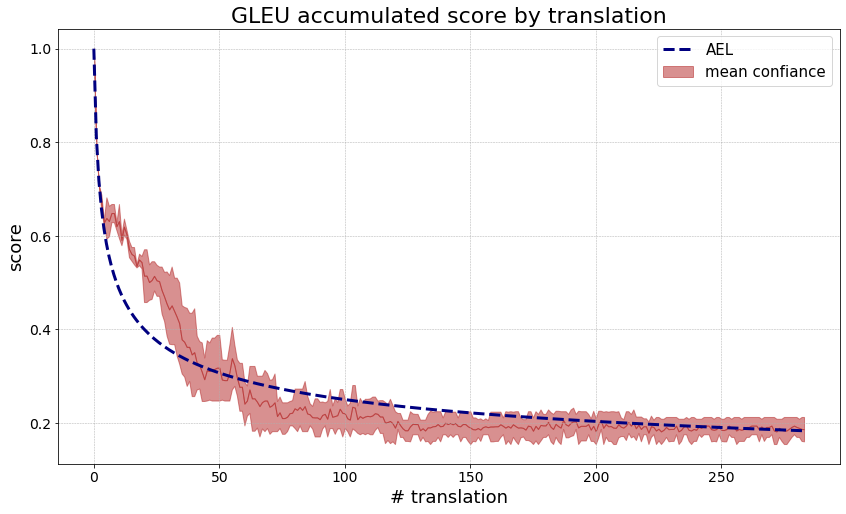 GLEU accumulated score by translation
AEL
mean confiance
score
1.0
0.8
0.6
0.4
0.2
0 50 100 150 200 250
# translation